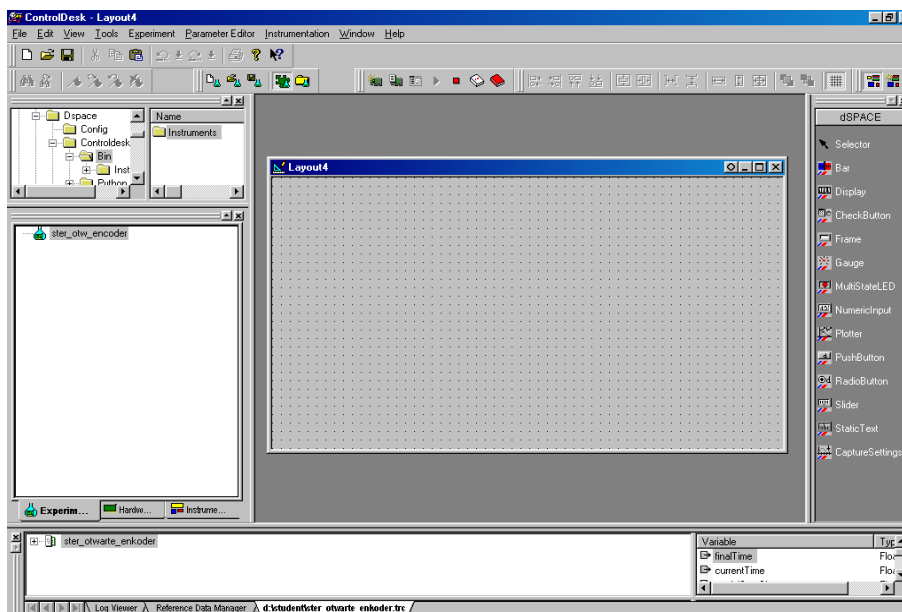 ControlDesk - Layout4
File Edit View Tools Experiment Parameter Editor Instrumentation Window Help
Dspace
Config
Controldesk
Bin
Inst
Python
Name
Instruments
ster_otw_encoder
Experim...
Hardw...
Instrume...
Layout4
dSPACE
Selector
Bar
Display
CheckButton
Frame
Gauge
MultiStateLED
NumericInput
Plotter
PushButton
RadioButton
Slider
StaticText
CaptureSettings
ster_otwarte_enkoder
Variable Typ
finalTime Floa
currentTime Floa
Log Viewer Reference Data Manager d:\student\ster_otwarte_enkoder.trc